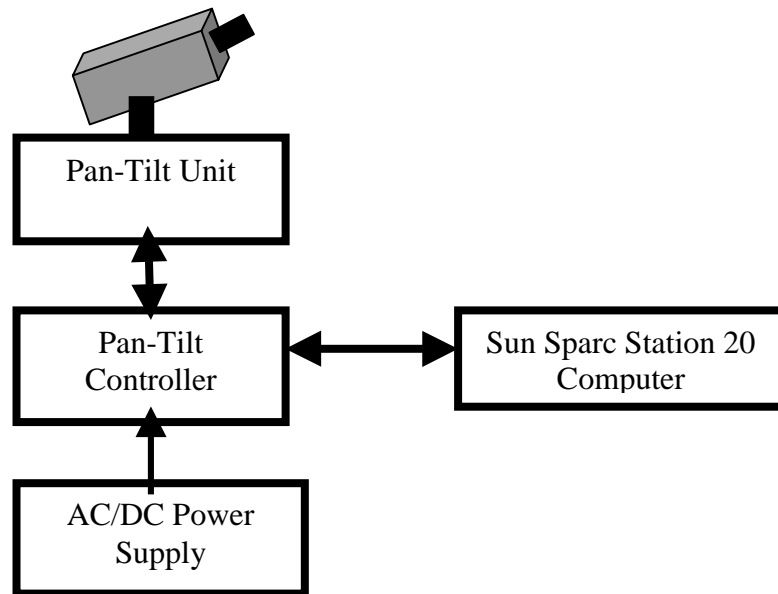 Pan-Tilt Unit
Pan-Tilt
Controller
Sun Sparc Station 20
Computer
AC/DC Power
Supply